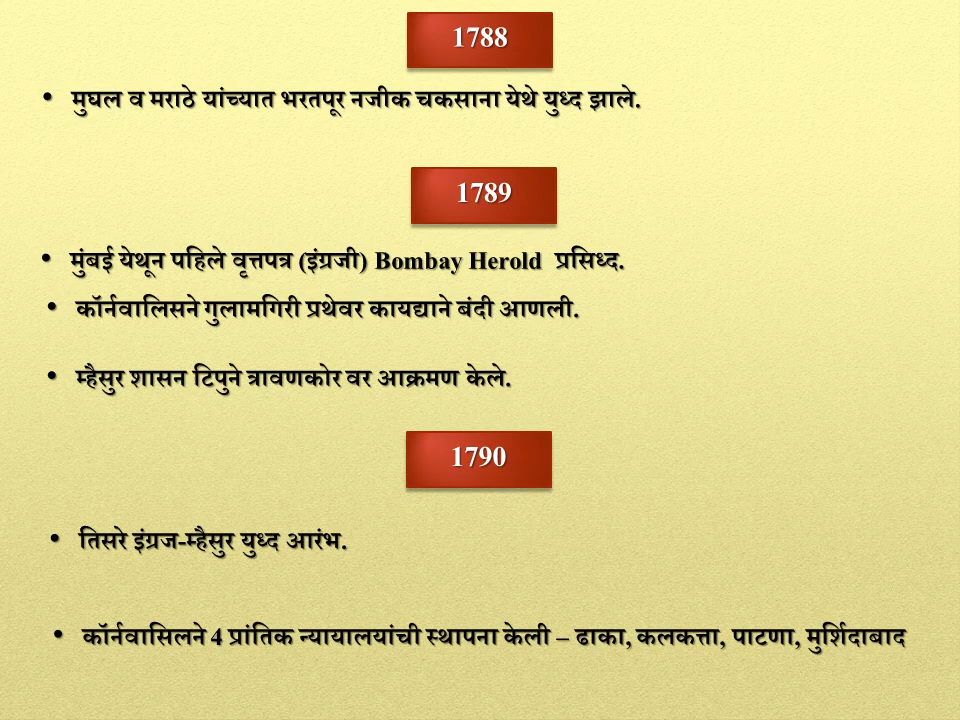 1788
• मुघल व मराठे यांच्यात भरतपूर नजीक चकसाना येथे युध्द झाले.
1789
• मुंबई येथून पहिले वृत्तपत्र (इंग्रजी) Bombay Herold प्रसिध्द.
• कॉर्नवालिसने गुलामगिरी प्रथेवर कायद्याने बंदी आणली.
• म्हैसुर शासन टिपुने त्रावणकोर वर आक्रमण केले.
1790
• तिसरे इंग्रज-म्हैसुर युध्द आरंभ.
• कॉर्नवासिलने 4 प्रांतिक न्यायालयांची स्थापना केली – ढाका, कलकत्ता, पाटणा, मुर्शिदाबाद